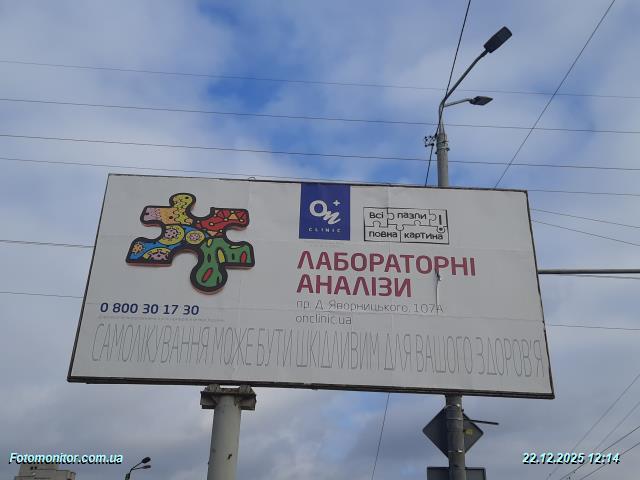 On+
CLINIC
Всі пазли
повна картина!
ЛАБОРАТОРНІ
АНАЛІЗИ
пр. Д. Яворницького, 107А
onclinic.ua
0 800 30 17 30
САМОЛІКУВАННЯ МОЖЕ БУТИ ШКІДЛИВИМ ДЛЯ ВАШОГО ЗДОРОВ'Я
Fotomonitor.com.ua
22.12.2025 12:14